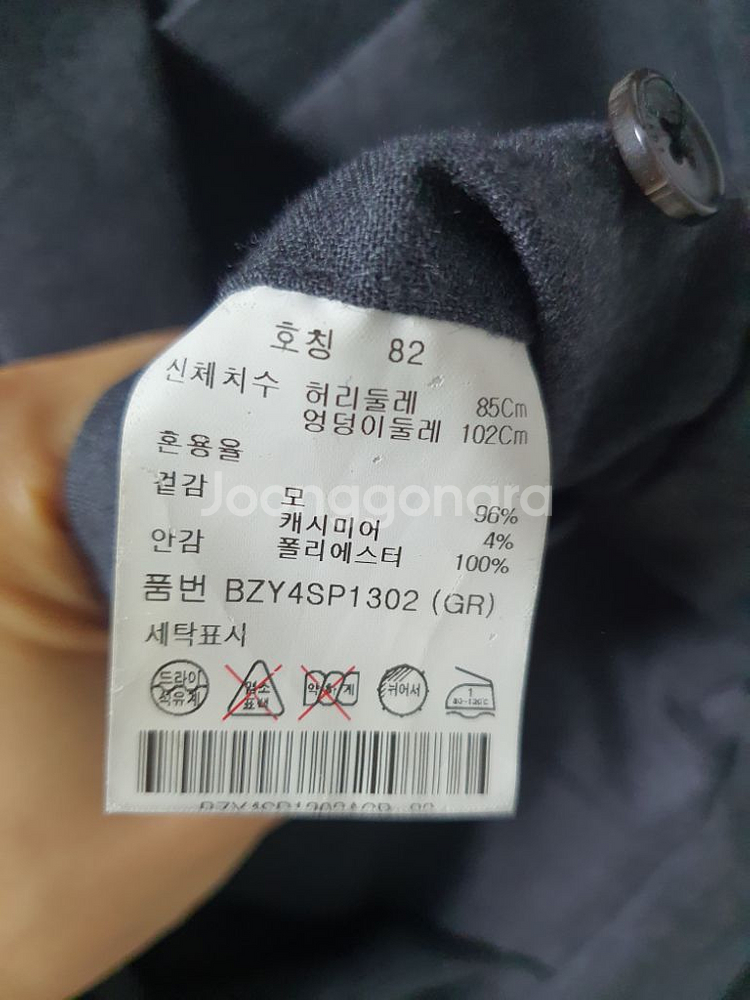 호칭 82
신체치수 허리둘레 85Cm
엉덩이둘레 102Cm
혼용율
겉감 모 96%
캐시미어 4%
안감 폴리에스터 100%
품번 BZY4SP1302 (GR)
세탁표시
드라이 석유계
염소 표백
약하게
뉘어서
1 80~120℃
Joonggonara